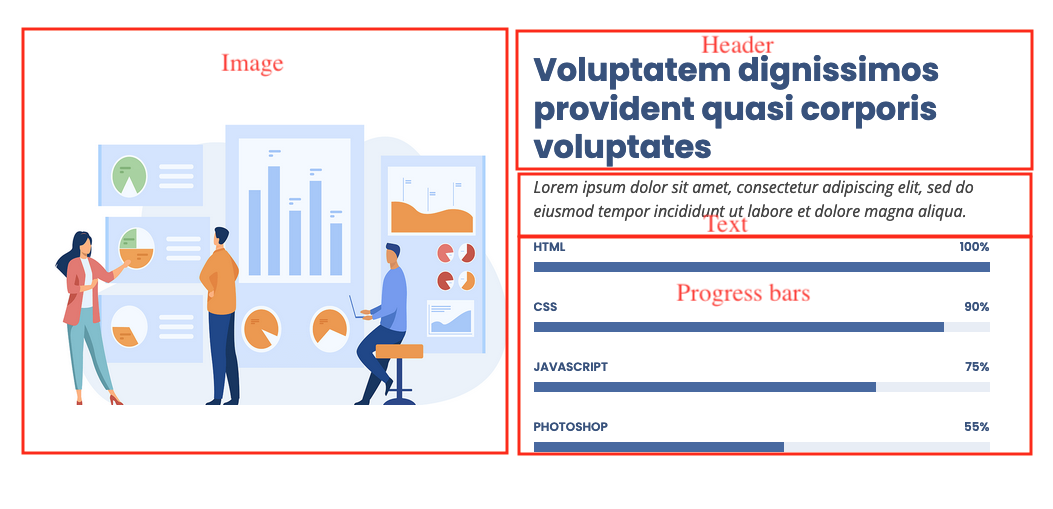 Image
Header
Voluptatem dignissimos
provident quasi corporis
voluptates
Lorem ipsum dolor sit amet, consectetur adipiscing elit, sed do
eiusmod tempor incididunt ut labore et dolore magna aliqua.
Text
HTML 100%
Progress bars
CSS 90%
JAVASCRIPT 75%
PHOTOSHOP 55%